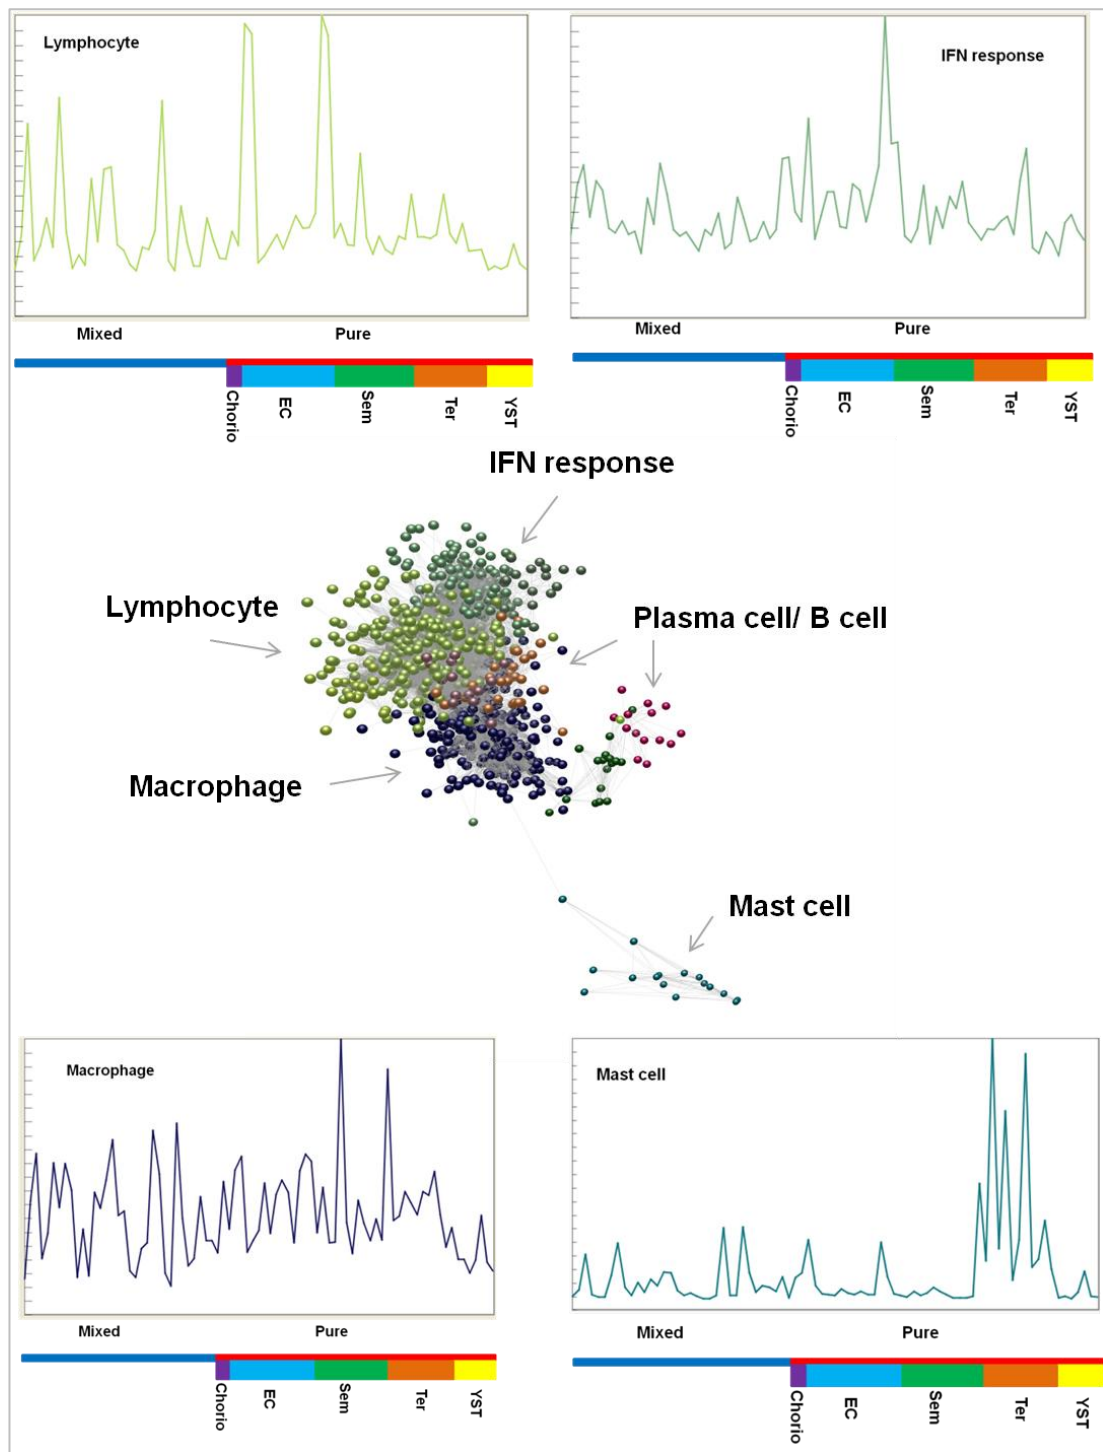 Lymphocyte
IFN response
Mixed
Pure
Mixed
Pure
Chorio
EC
Sem
Ter
YST
Chorio
EC
Sem
Ter
YST
IFN response
Lymphocyte
Plasma cell/ B cell
Macrophage
Mast cell
Macrophage
Mast cell
Mixed
Pure
Mixed
Pure
Chorio
EC
Sem
Ter
YST
Chorio
EC
Sem
Ter
YST